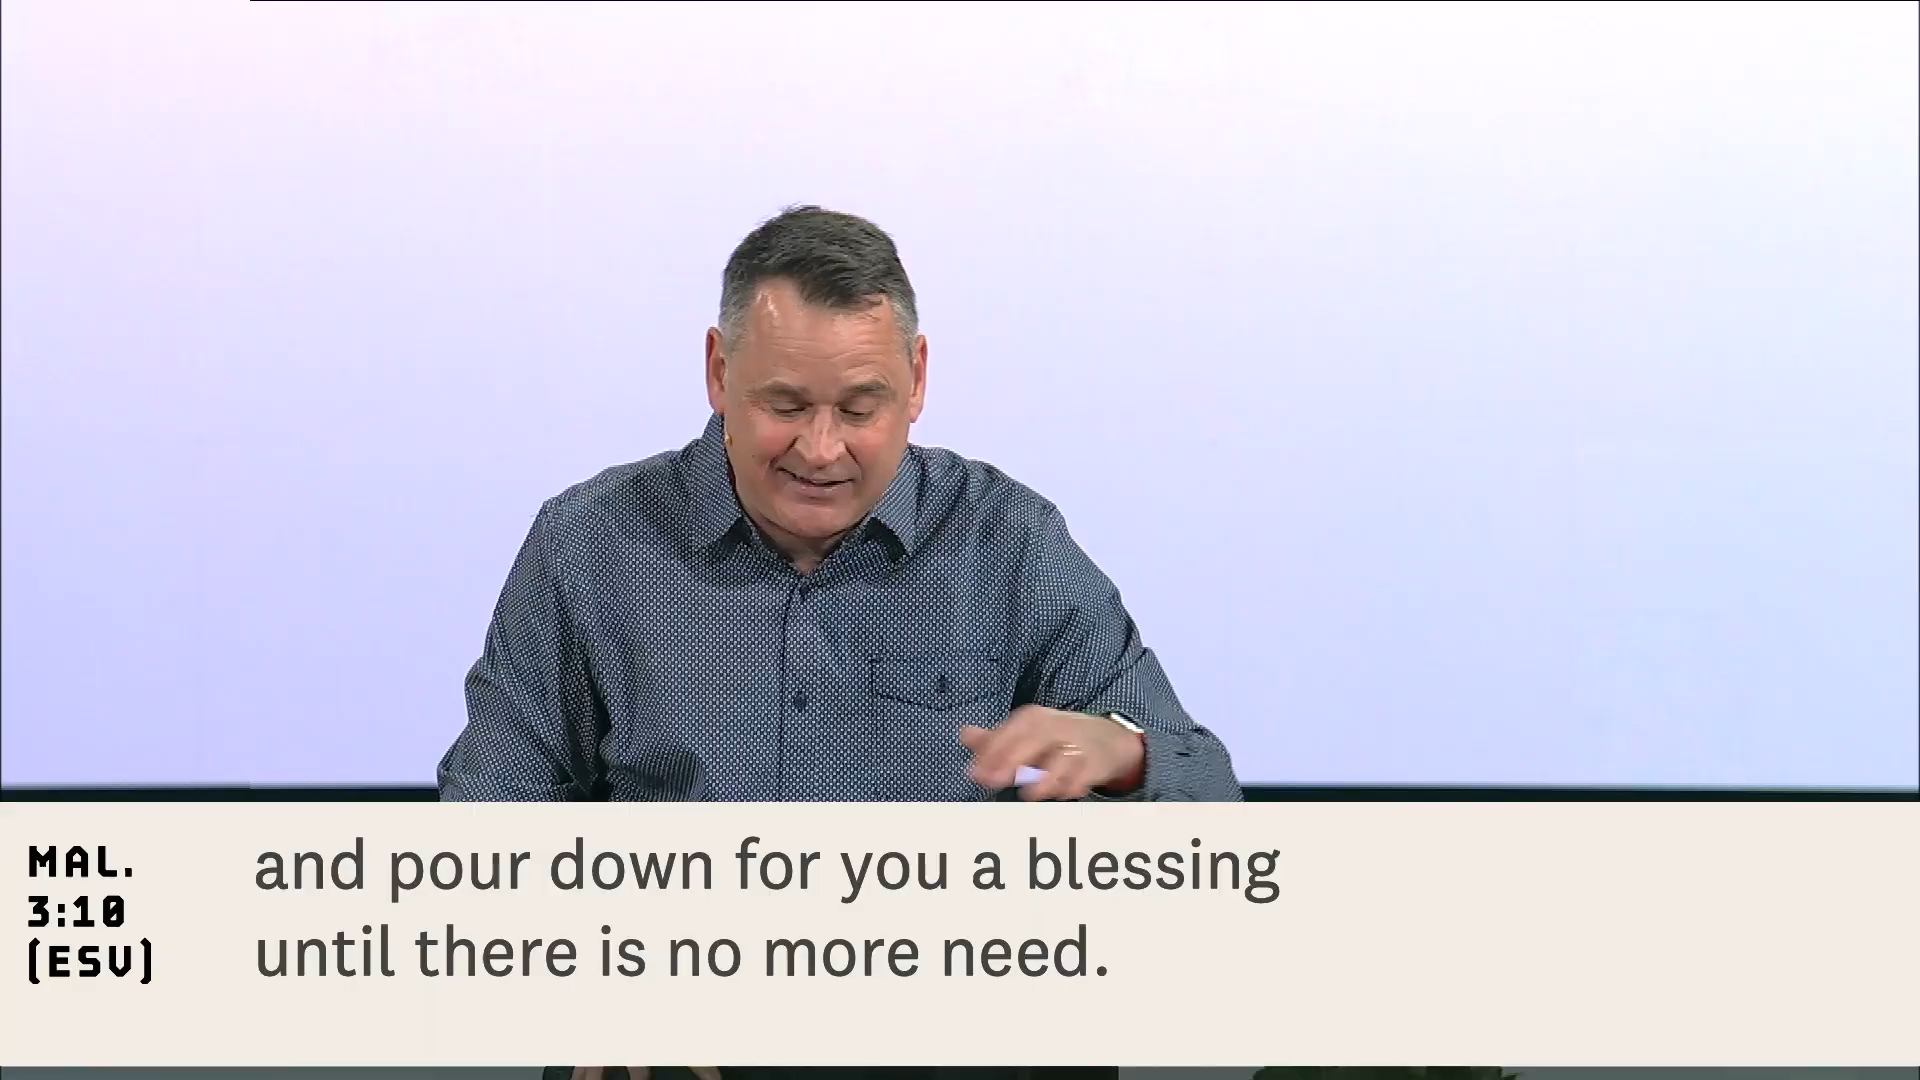 MAL.
3:10
(ESV)
and pour down for you a blessing
until there is no more need.